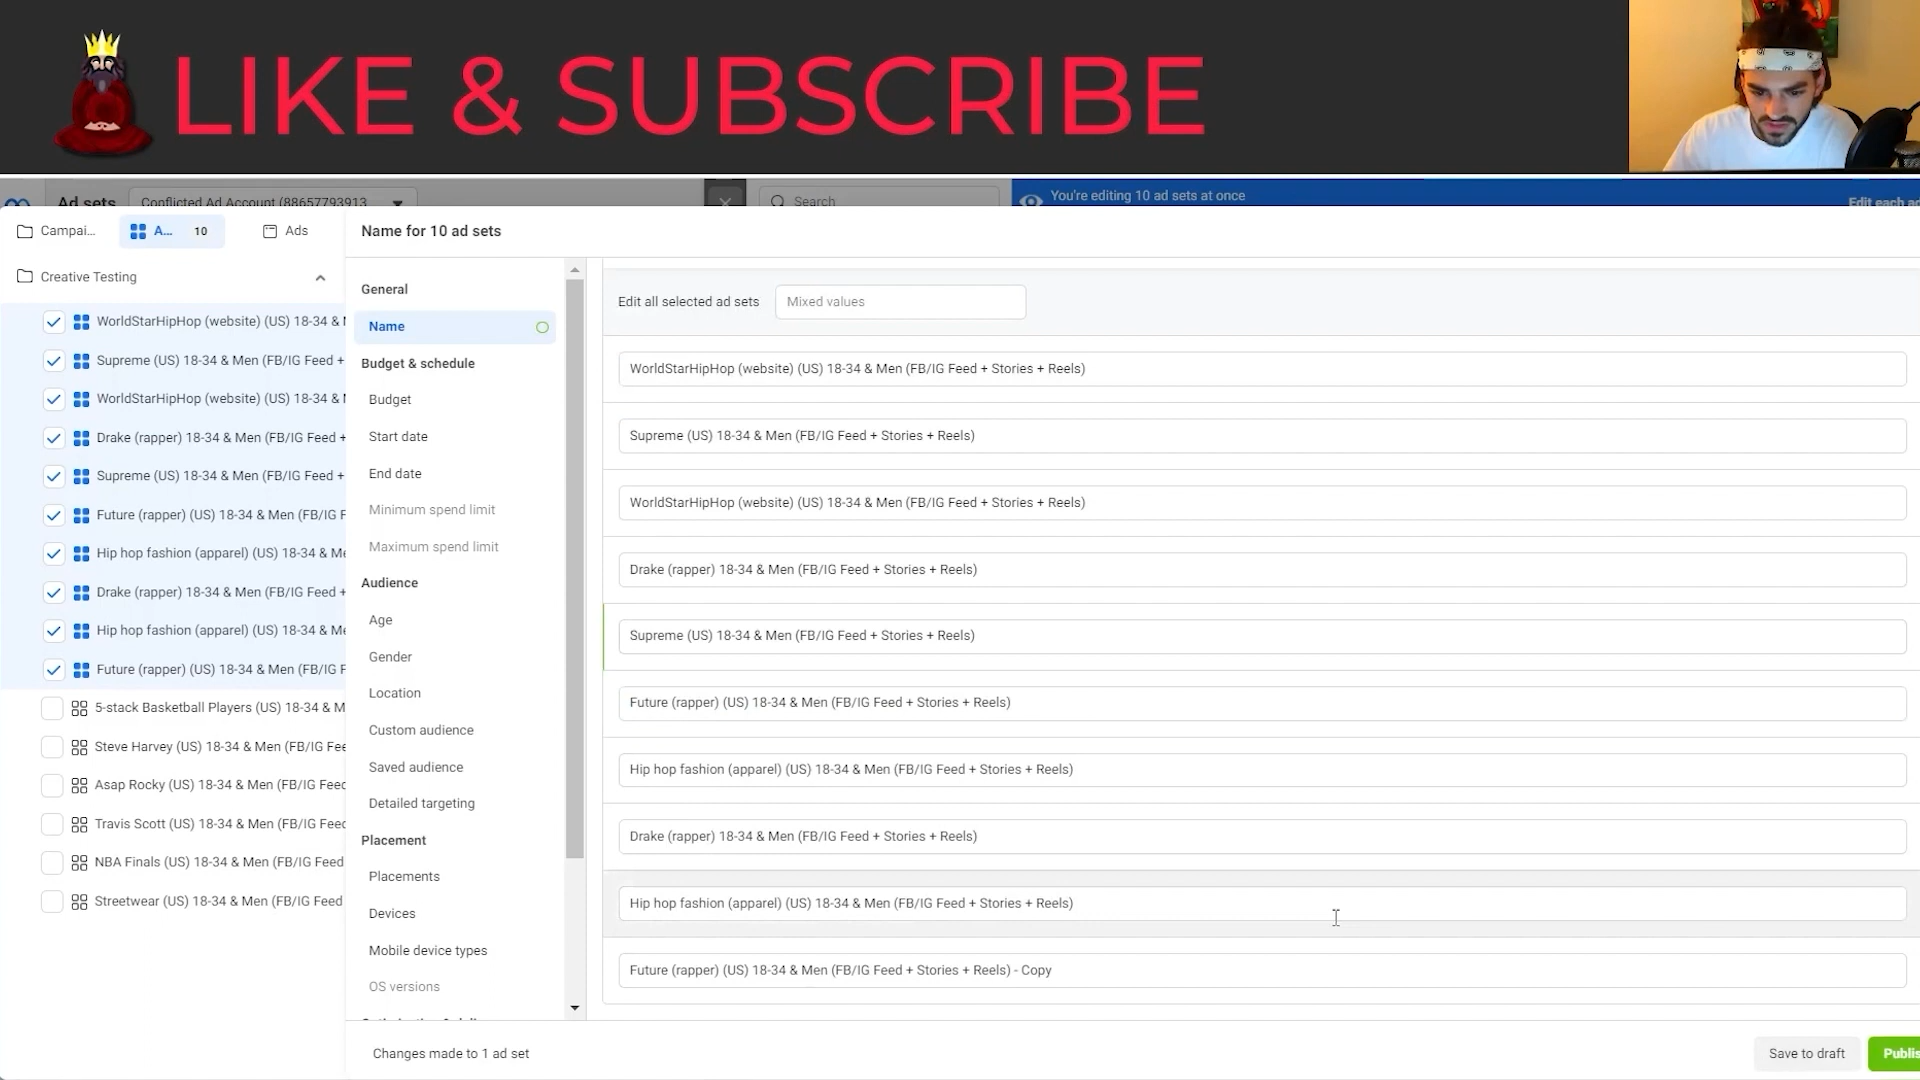 LIKE & SUBSCRIBE
Ad sets
Conflicted Ad Account (88657793913
Search
You're editing 10 ad sets at once
Edit each ad
Campai...
A...
10
Ads
Name for 10 ad sets
Creative Testing
WorldStarHipHop (website) (US) 18-34 &
Supreme (US) 18-34 & Men (FB/IG Feed +
WorldStarHipHop (website) (US) 18-34 &
Drake (rapper) 18-34 & Men (FB/IG Feed +
Supreme (US) 18-34 & Men (FB/IG Feed +
Future (rapper) (US) 18-34 & Men (FB/IG F
Hip hop fashion (apparel) (US) 18-34 & Me
Drake (rapper) 18-34 & Men (FB/IG Feed +
Hip hop fashion (apparel) (US) 18-34 & Me
Future (rapper) (US) 18-34 & Men (FB/IG F
5-stack Basketball Players (US) 18-34 & M
Steve Harvey (US) 18-34 & Men (FB/IG Fee
Asap Rocky (US) 18-34 & Men (FB/IG Feed
Travis Scott (US) 18-34 & Men (FB/IG Feed
NBA Finals (US) 18-34 & Men (FB/IG Feed
Streetwear (US) 18-34 & Men (FB/IG Feed
General
Name
Budget & schedule
Budget
Start date
End date
Minimum spend limit
Maximum spend limit
Audience
Age
Gender
Location
Custom audience
Saved audience
Detailed targeting
Placement
Placements
Devices
Mobile device types
OS versions
Edit all selected ad sets
Mixed values
WorldStarHipHop (website) (US) 18-34 & Men (FB/IG Feed + Stories + Reels)
Supreme (US) 18-34 & Men (FB/IG Feed + Stories + Reels)
WorldStarHipHop (website) (US) 18-34 & Men (FB/IG Feed + Stories + Reels)
Drake (rapper) 18-34 & Men (FB/IG Feed + Stories + Reels)
Supreme (US) 18-34 & Men (FB/IG Feed + Stories + Reels)
Future (rapper) (US) 18-34 & Men (FB/IG Feed + Stories + Reels)
Hip hop fashion (apparel) (US) 18-34 & Men (FB/IG Feed + Stories + Reels)
Drake (rapper) 18-34 & Men (FB/IG Feed + Stories + Reels)
Hip hop fashion (apparel) (US) 18-34 & Men (FB/IG Feed + Stories + Reels)
Future (rapper) (US) 18-34 & Men (FB/IG Feed + Stories + Reels) - Copy
Changes made to 1 ad set
Save to draft
Publis